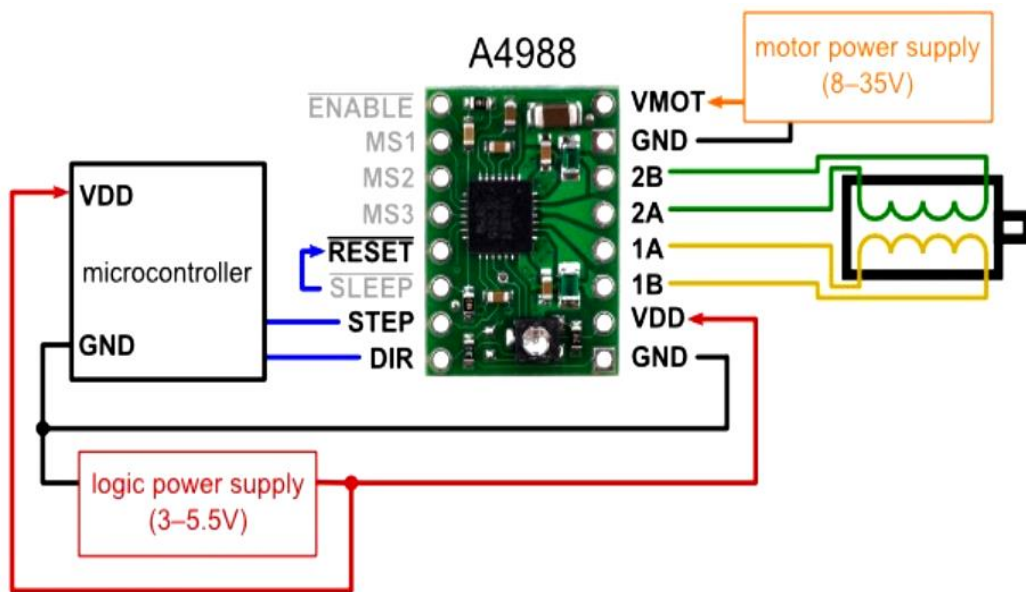 A4988
motor power supply
(8–35V)
ENABLE
VMOT
MS1
GND
MS2
2B
MS3
2A
VDD
RESET
1A
microcontroller
SLEEP
1B
STEP
VDD
GND
DIR
GND
logic power supply
(3–5.5V)